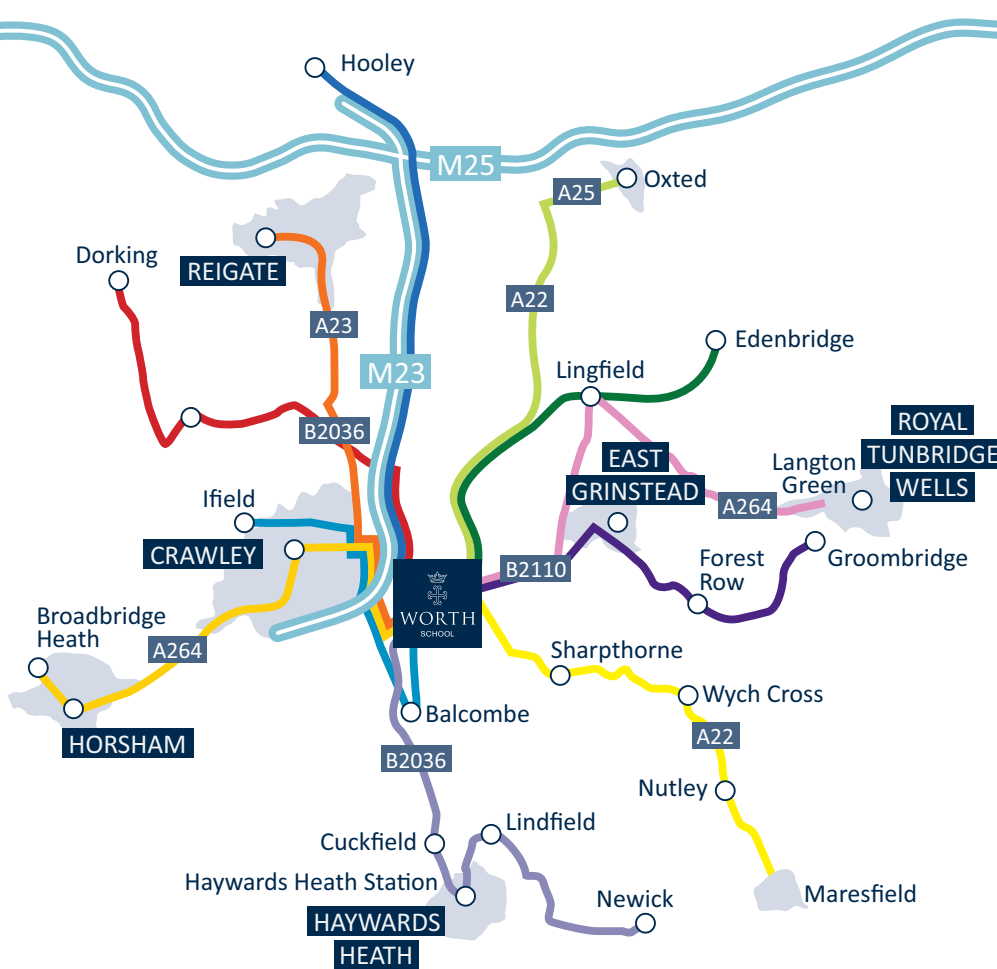 Hooley
M25
Oxted
A25
Dorking
REIGATE
A22
A23
Edenbridge
M23
Lingfield
B2036
ROYAL
TUNBRIDGE
WELLS
EAST
GRINSTEAD
Langton
Green
A264
Ifield
CRAWLEY
Groombridge
Forest
Row
B2110
WORTH
SCHOOL
Broadbridge
Heath
A264
Sharpthorne
Wych Cross
Balcombe
HORSHAM
A22
B2036
Nutley
Lindfield
Cuckfield
Haywards Heath Station
Newick
Maresfield
HAYWARDS
HEATH